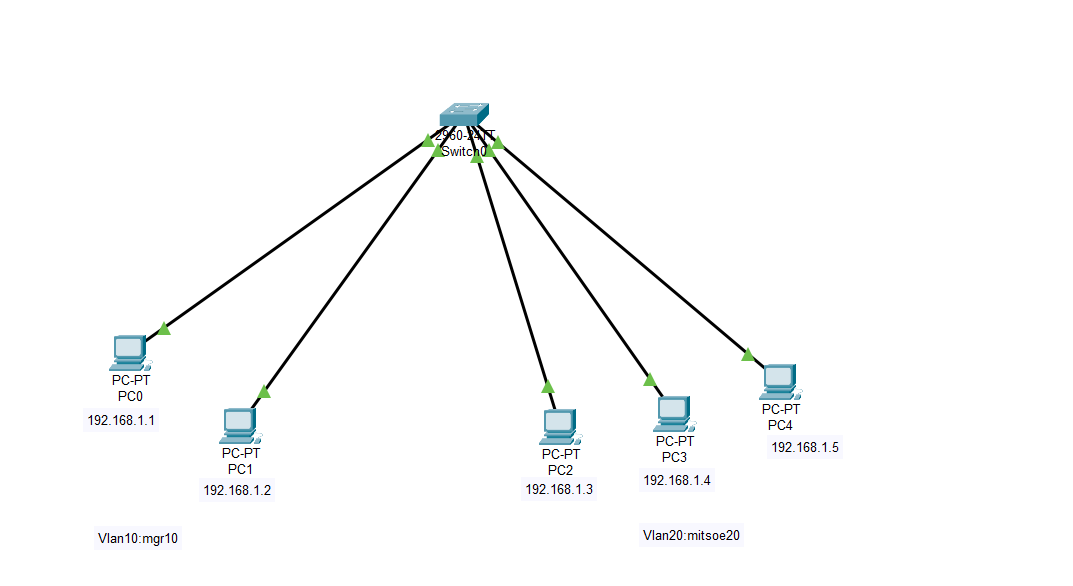 2960-24TT
Switch0
PC-PT
PC0
192.168.1.1
PC-PT
PC1
192.168.1.2
PC-PT
PC2
192.168.1.3
PC-PT
PC3
192.168.1.4
PC-PT
PC4
192.168.1.5
Vlan10:mgr10
Vlan20:mitsoe20